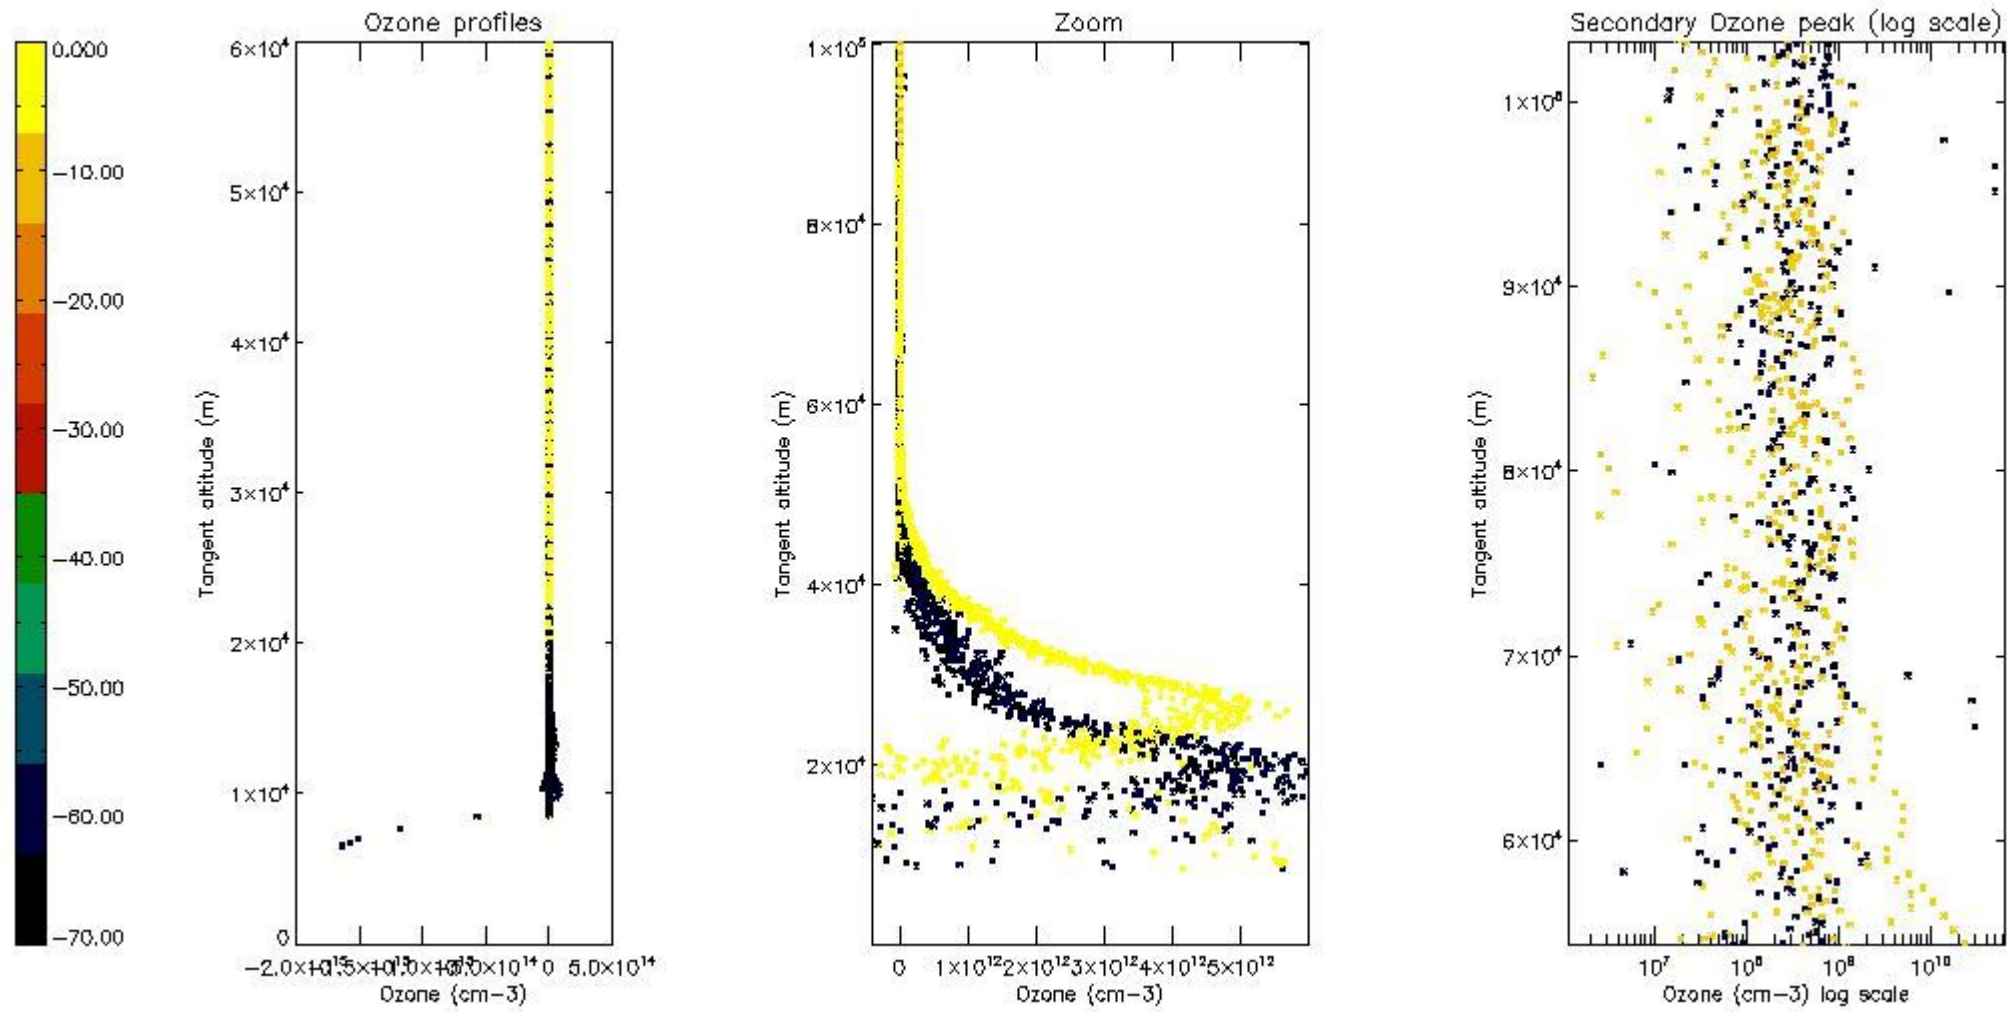 Ozone profiles
Zoom
Secondary Ozone peak (log scale)
0.000
−10.00
−20.00
−30.00
−40.00
−50.00
−60.00
−70.00
6×10⁴
5×10⁴
4×10⁴
3×10⁴
2×10⁴
1×10⁴
0
Tangent altitude (m)
0 5.0×10¹⁴
Ozone (cm−3)
1×10⁵
8×10⁴
6×10⁴
4×10⁴
2×10⁴
Tangent altitude (m)
0 1×10¹² 2×10¹² 3×10¹² 4×10¹² 5×10¹²
Ozone (cm−3)
9×10⁴
8×10⁴
7×10⁴
6×10⁴
Tangent altitude (m)
10⁷ 10⁸ 10⁹ 10¹⁰
Ozone (cm−3) log scale